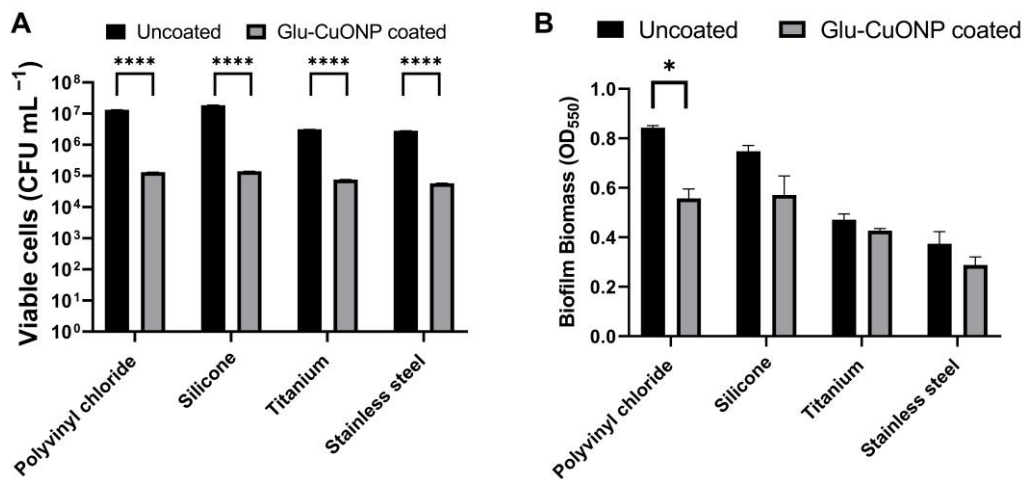 A
Uncoated Glu-CuONP coated
**** **** **** ****
Viable cells (CFU mL ⁻¹)
10⁸
10⁷
10⁶
10⁵
10⁴
10³
10²
10¹
10⁰
Polyvinyl chloride
Silicone
Titanium
Stainless steel
B
Uncoated Glu-CuONP coated
*
Biofilm Biomass (OD₅₅₀)
1.0
0.8
0.6
0.4
0.2
0.0
Polyvinyl chloride
Silicone
Titanium
Stainless steel